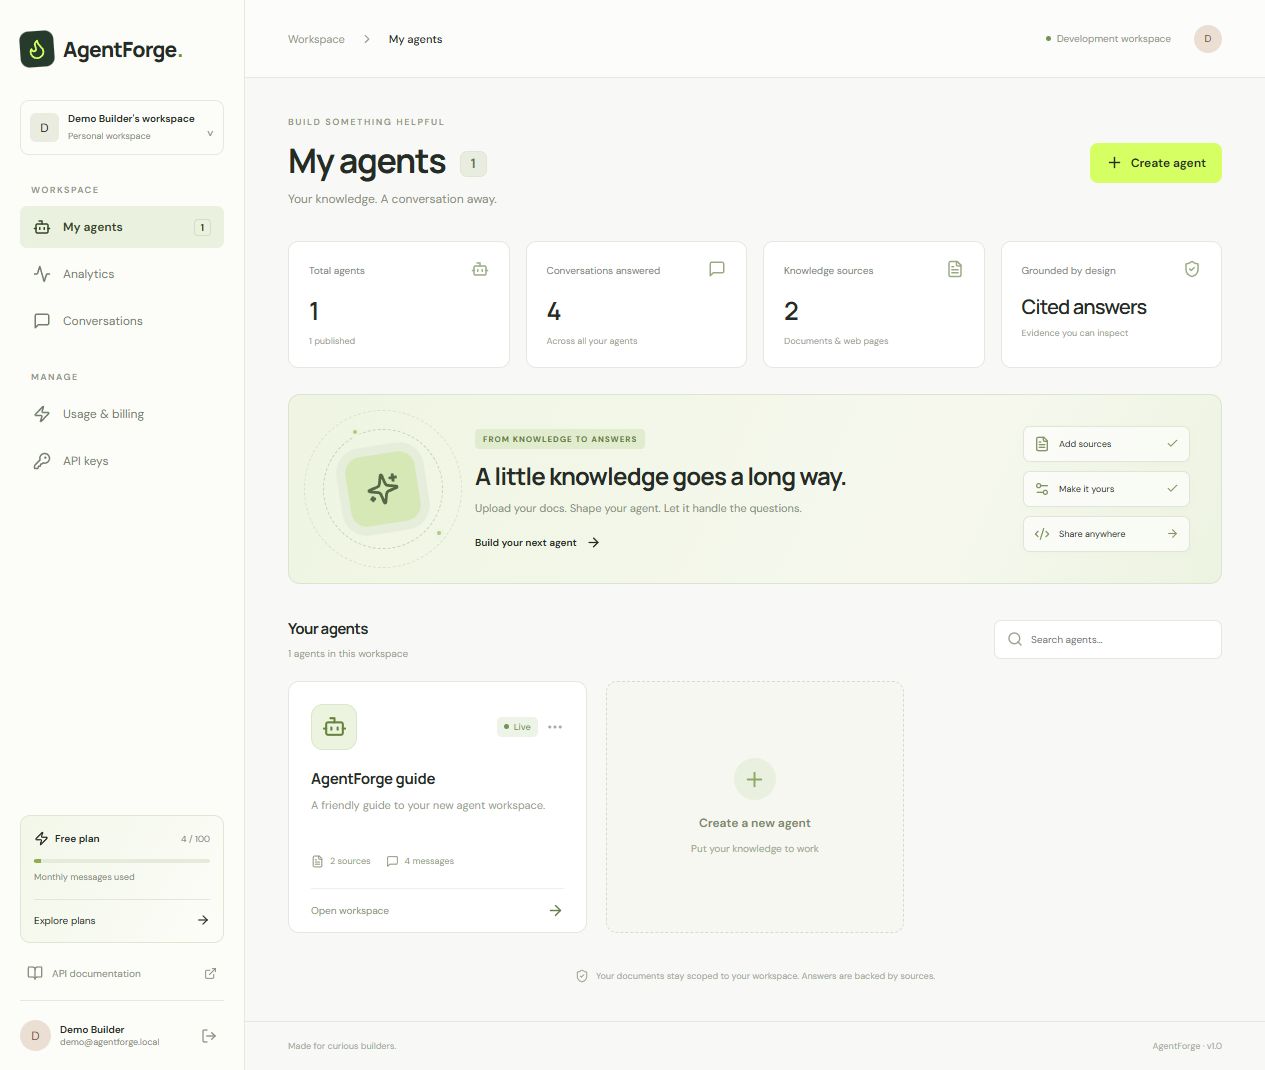 AgentForge.
D
Demo Builder's workspace
Personal workspace
v
WORKSPACE
My agents
1
Analytics
Conversations
MANAGE
Usage & billing
API keys
Free plan
4 / 100
Monthly messages used
Explore plans
API documentation
D
Demo Builder
demo@agentforge.local
Workspace
My agents
Development workspace
D
BUILD SOMETHING HELPFUL
My agents
1
Your knowledge. A conversation away.
Create agent
Total agents
1
1 published
Conversations answered
4
Across all your agents
Knowledge sources
2
Documents & web pages
Grounded by design
Cited answers
Evidence you can inspect
FROM KNOWLEDGE TO ANSWERS
A little knowledge goes a long way.
Upload your docs. Shape your agent. Let it handle the questions.
Build your next agent
Add sources
Make it yours
Share anywhere
Your agents
1 agents in this workspace
Search agents...
Live
AgentForge guide
A friendly guide to your new agent workspace.
2 sources
4 messages
Open workspace
Create a new agent
Put your knowledge to work
Your documents stay scoped to your workspace. Answers are backed by sources.
Made for curious builders.
AgentForge · v1.0